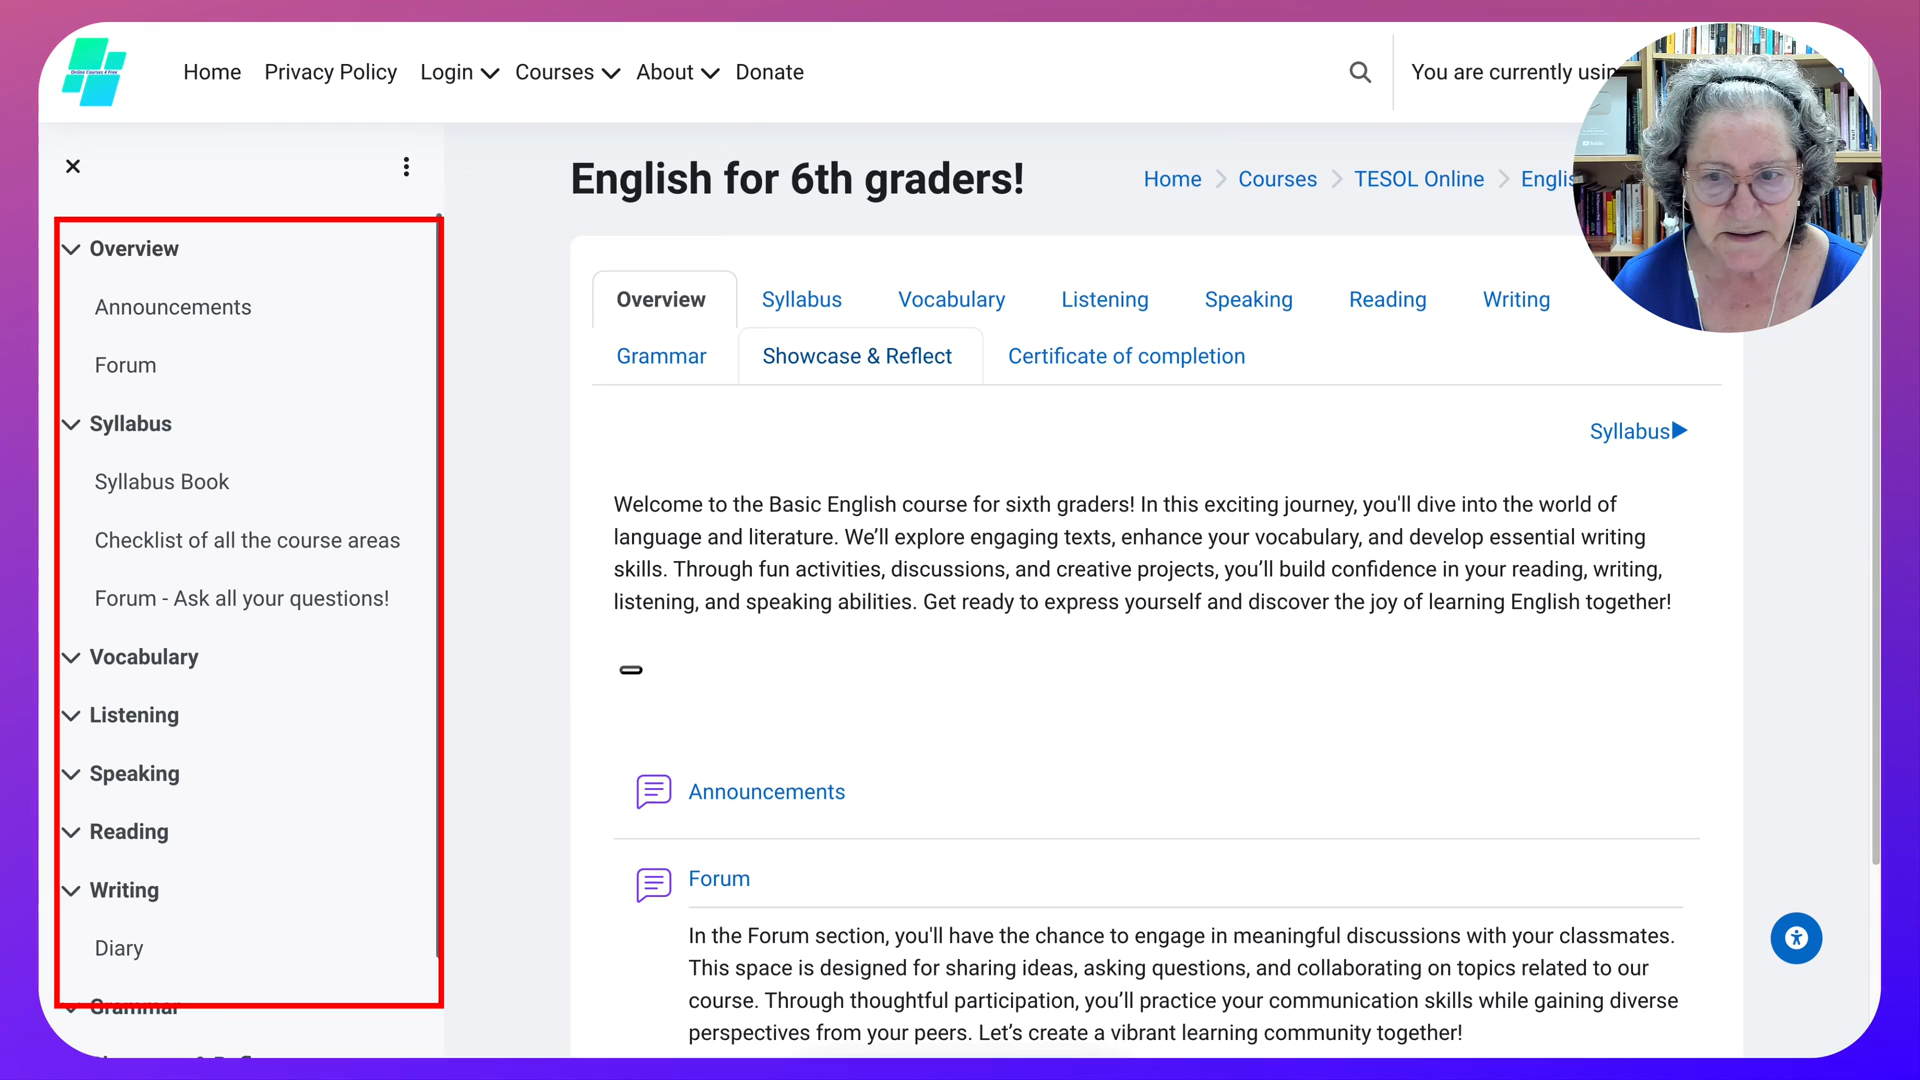 Online Courses 4 Free
Home Privacy Policy Login Courses About Donate
You are currently usin
English for 6th graders!
Home Courses TESOL Online Englis
Overview
Announcements
Forum
Syllabus
Syllabus Book
Checklist of all the course areas
Forum - Ask all your questions!
Vocabulary
Listening
Speaking
Reading
Writing
Diary
Grammar
Overview Syllabus Vocabulary Listening Speaking Reading Writing
Grammar Showcase & Reflect Certificate of completion
Syllabus▶
Welcome to the Basic English course for sixth graders! In this exciting journey, you'll dive into the world of
language and literature. We’ll explore engaging texts, enhance your vocabulary, and develop essential writing
skills. Through fun activities, discussions, and creative projects, you’ll build confidence in your reading, writing,
listening, and speaking abilities. Get ready to express yourself and discover the joy of learning English together!
Announcements
Forum
In the Forum section, you'll have the chance to engage in meaningful discussions with your classmates.
This space is designed for sharing ideas, asking questions, and collaborating on topics related to our
course. Through thoughtful participation, you’ll practice your communication skills while gaining diverse
perspectives from your peers. Let’s create a vibrant learning community together!